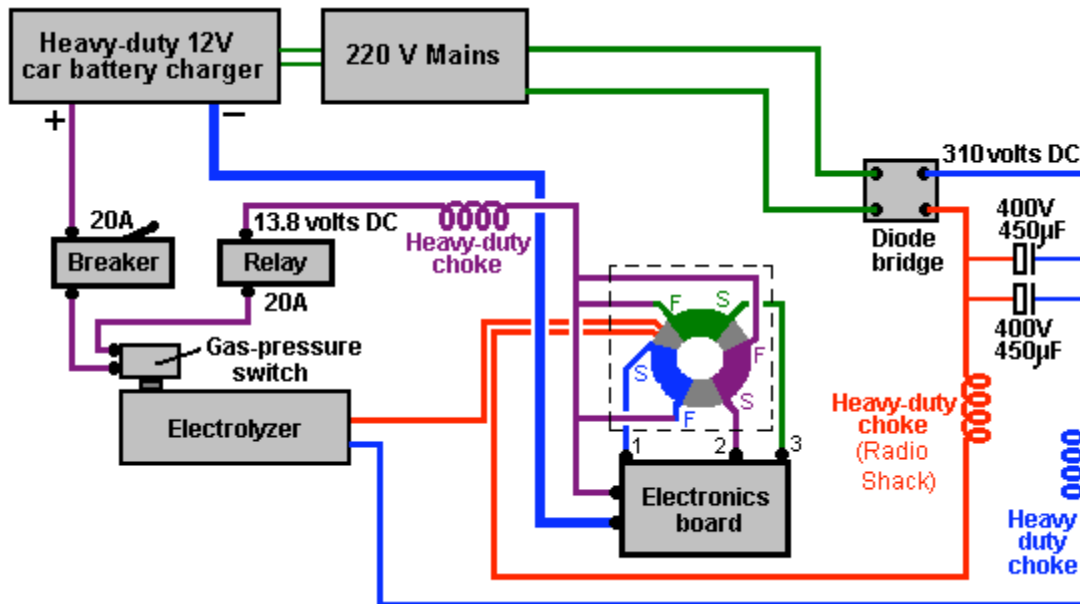 Heavy-duty 12V
car battery charger
220 V Mains
+
−
310 volts DC
20A
13.8 volts DC
Heavy-duty
choke
Breaker
Relay
20A
Diode
bridge
400V
450µF
400V
450µF
Gas-pressure
switch
F
S
F
S
S
F
Electrolyzer
1
2
3
Electronics
board
Heavy-duty
choke
(Radio
Shack)
Heavy
duty
choke